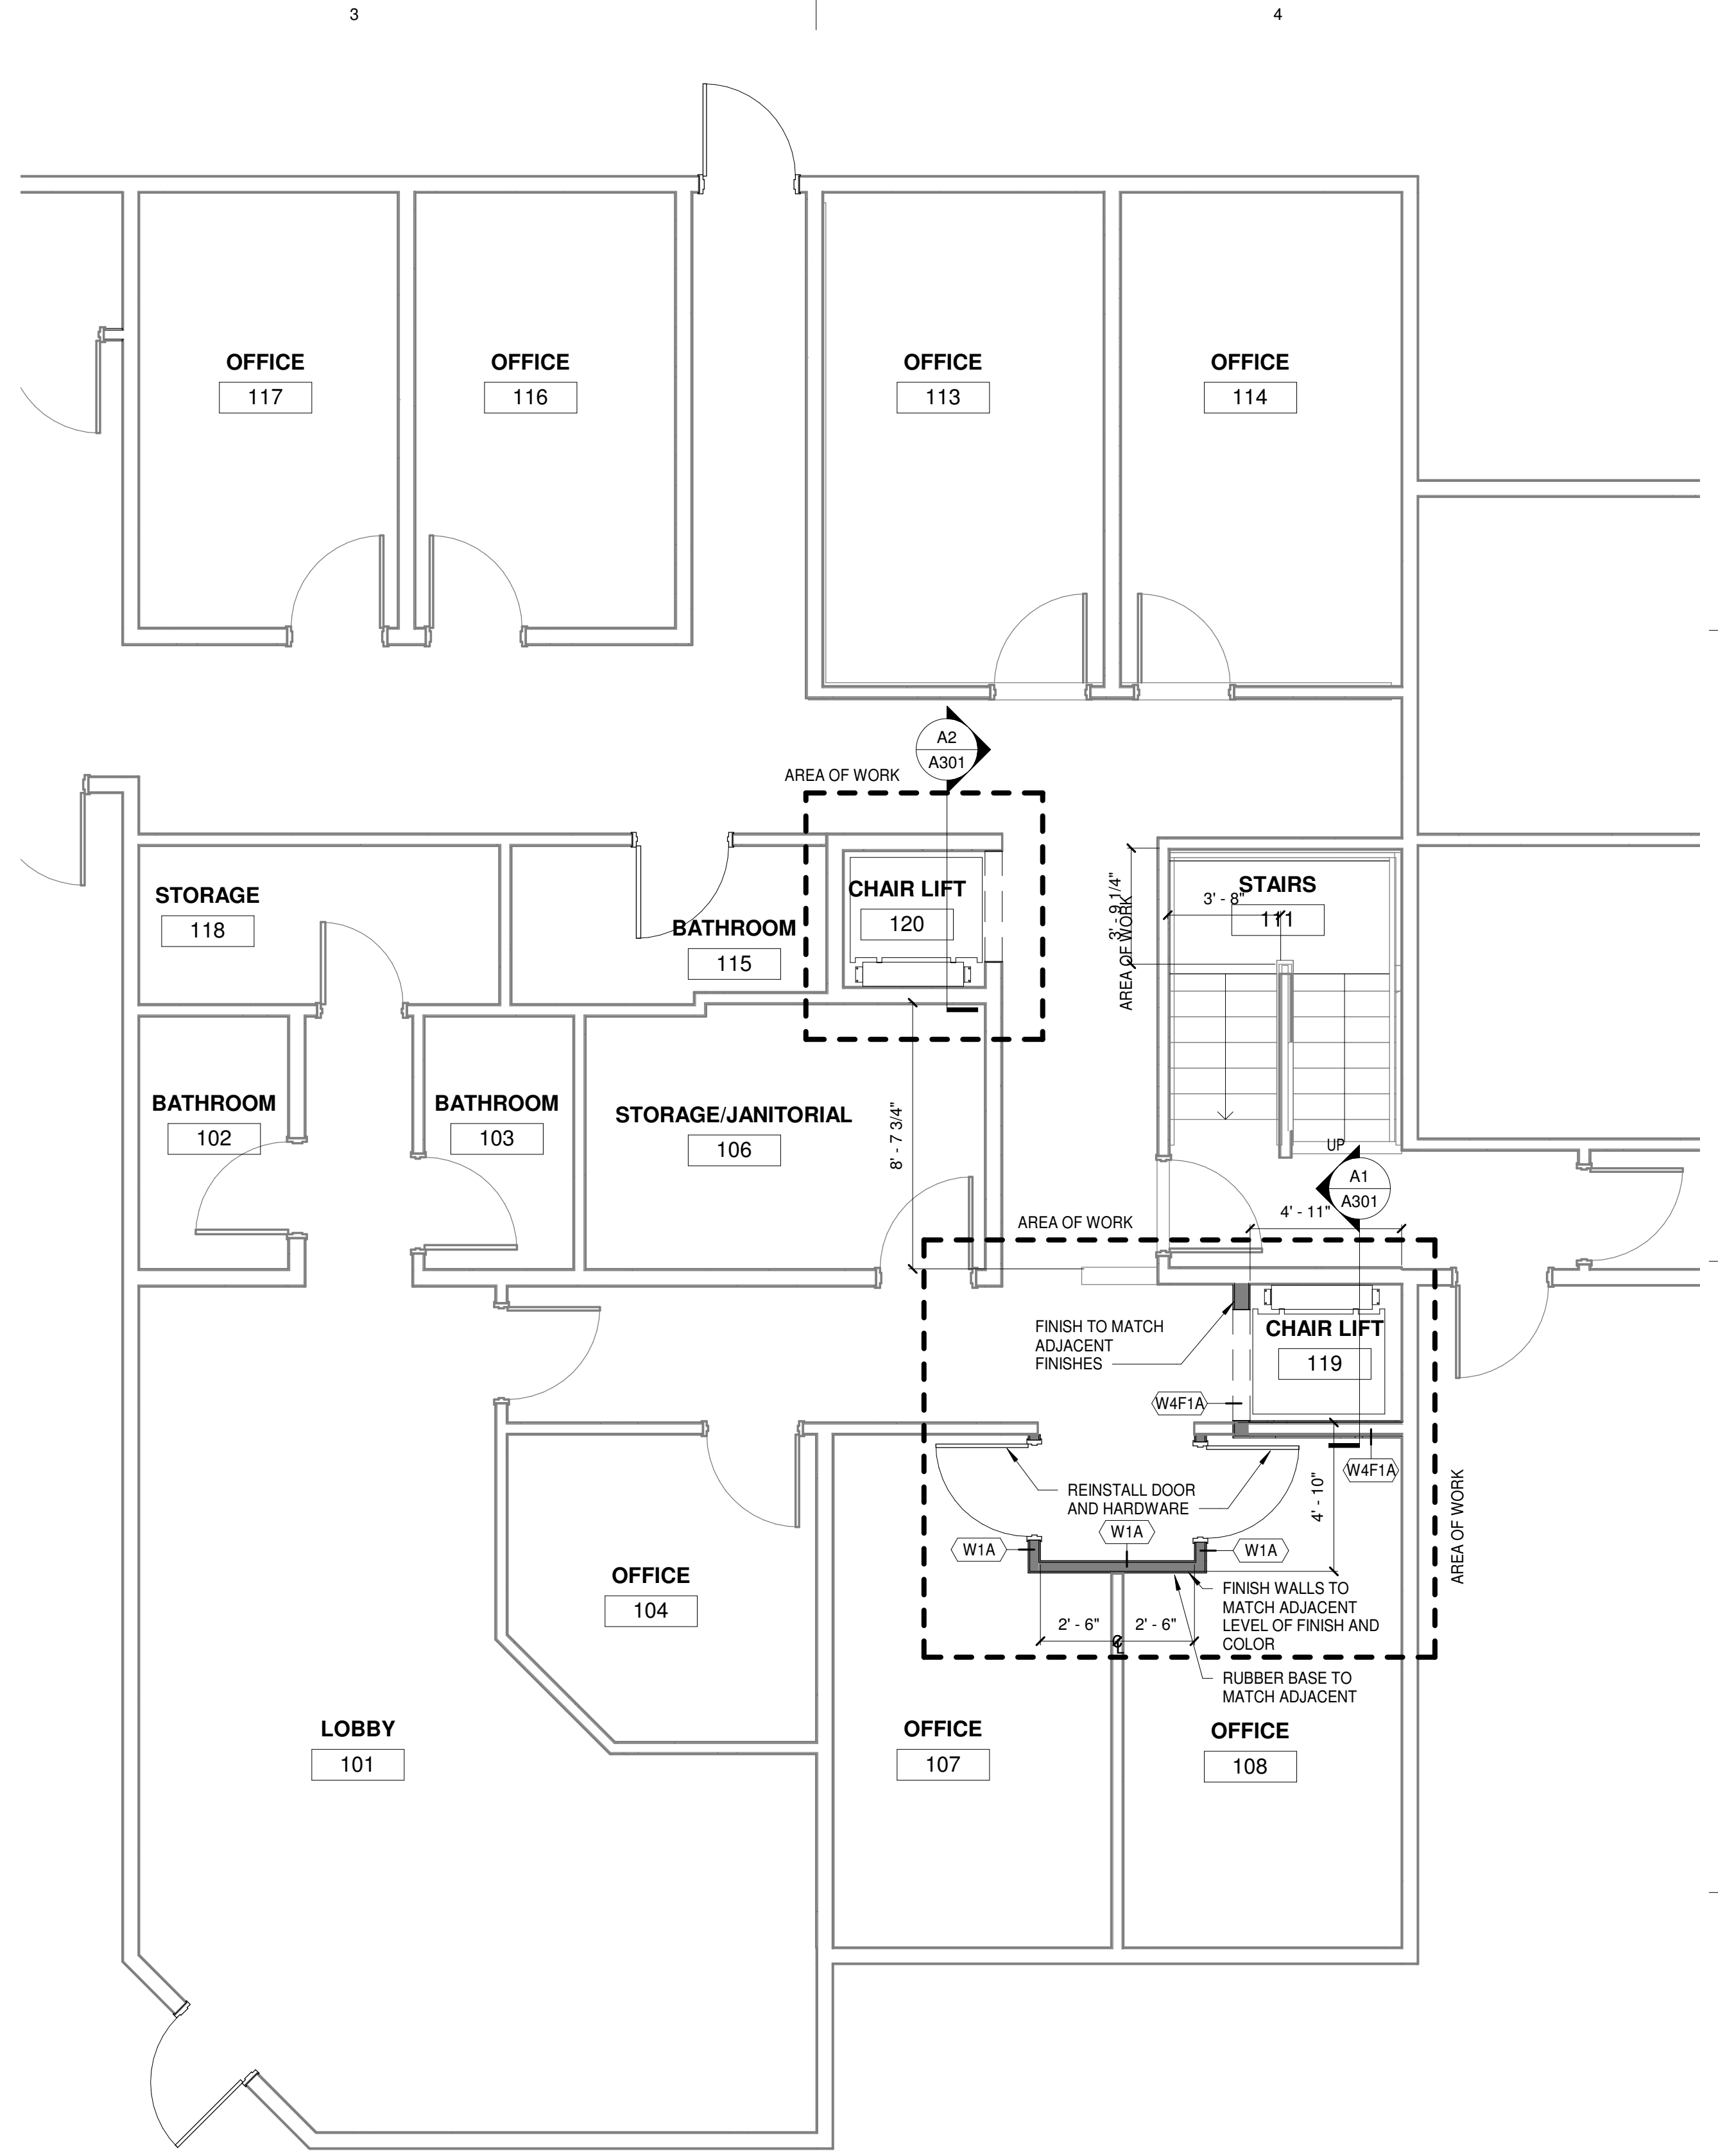 3
4
OFFICE
117
OFFICE
116
OFFICE
113
OFFICE
114
A2
A301
AREA OF WORK
STORAGE
118
BATHROOM
115
CHAIR LIFT
120
3' - 9 1/4"
AREA OF WORK
STAIRS
3' - 8"
111
BATHROOM
102
BATHROOM
103
STORAGE/JANITORIAL
106
8' - 7 3/4"
UP
A1
A301
4' - 11"
AREA OF WORK
FINISH TO MATCH
ADJACENT
FINISHES
CHAIR LIFT
119
W4F1A
W4F1A
REINSTALL DOOR
AND HARDWARE
4' - 10"
AREA OF WORK
W1A
W1A
W1A
FINISH WALLS TO
MATCH ADJACENT
LEVEL OF FINISH AND
COLOR
2' - 6"
2' - 6"
℄
RUBBER BASE TO
MATCH ADJACENT
OFFICE
104
LOBBY
101
OFFICE
107
OFFICE
108